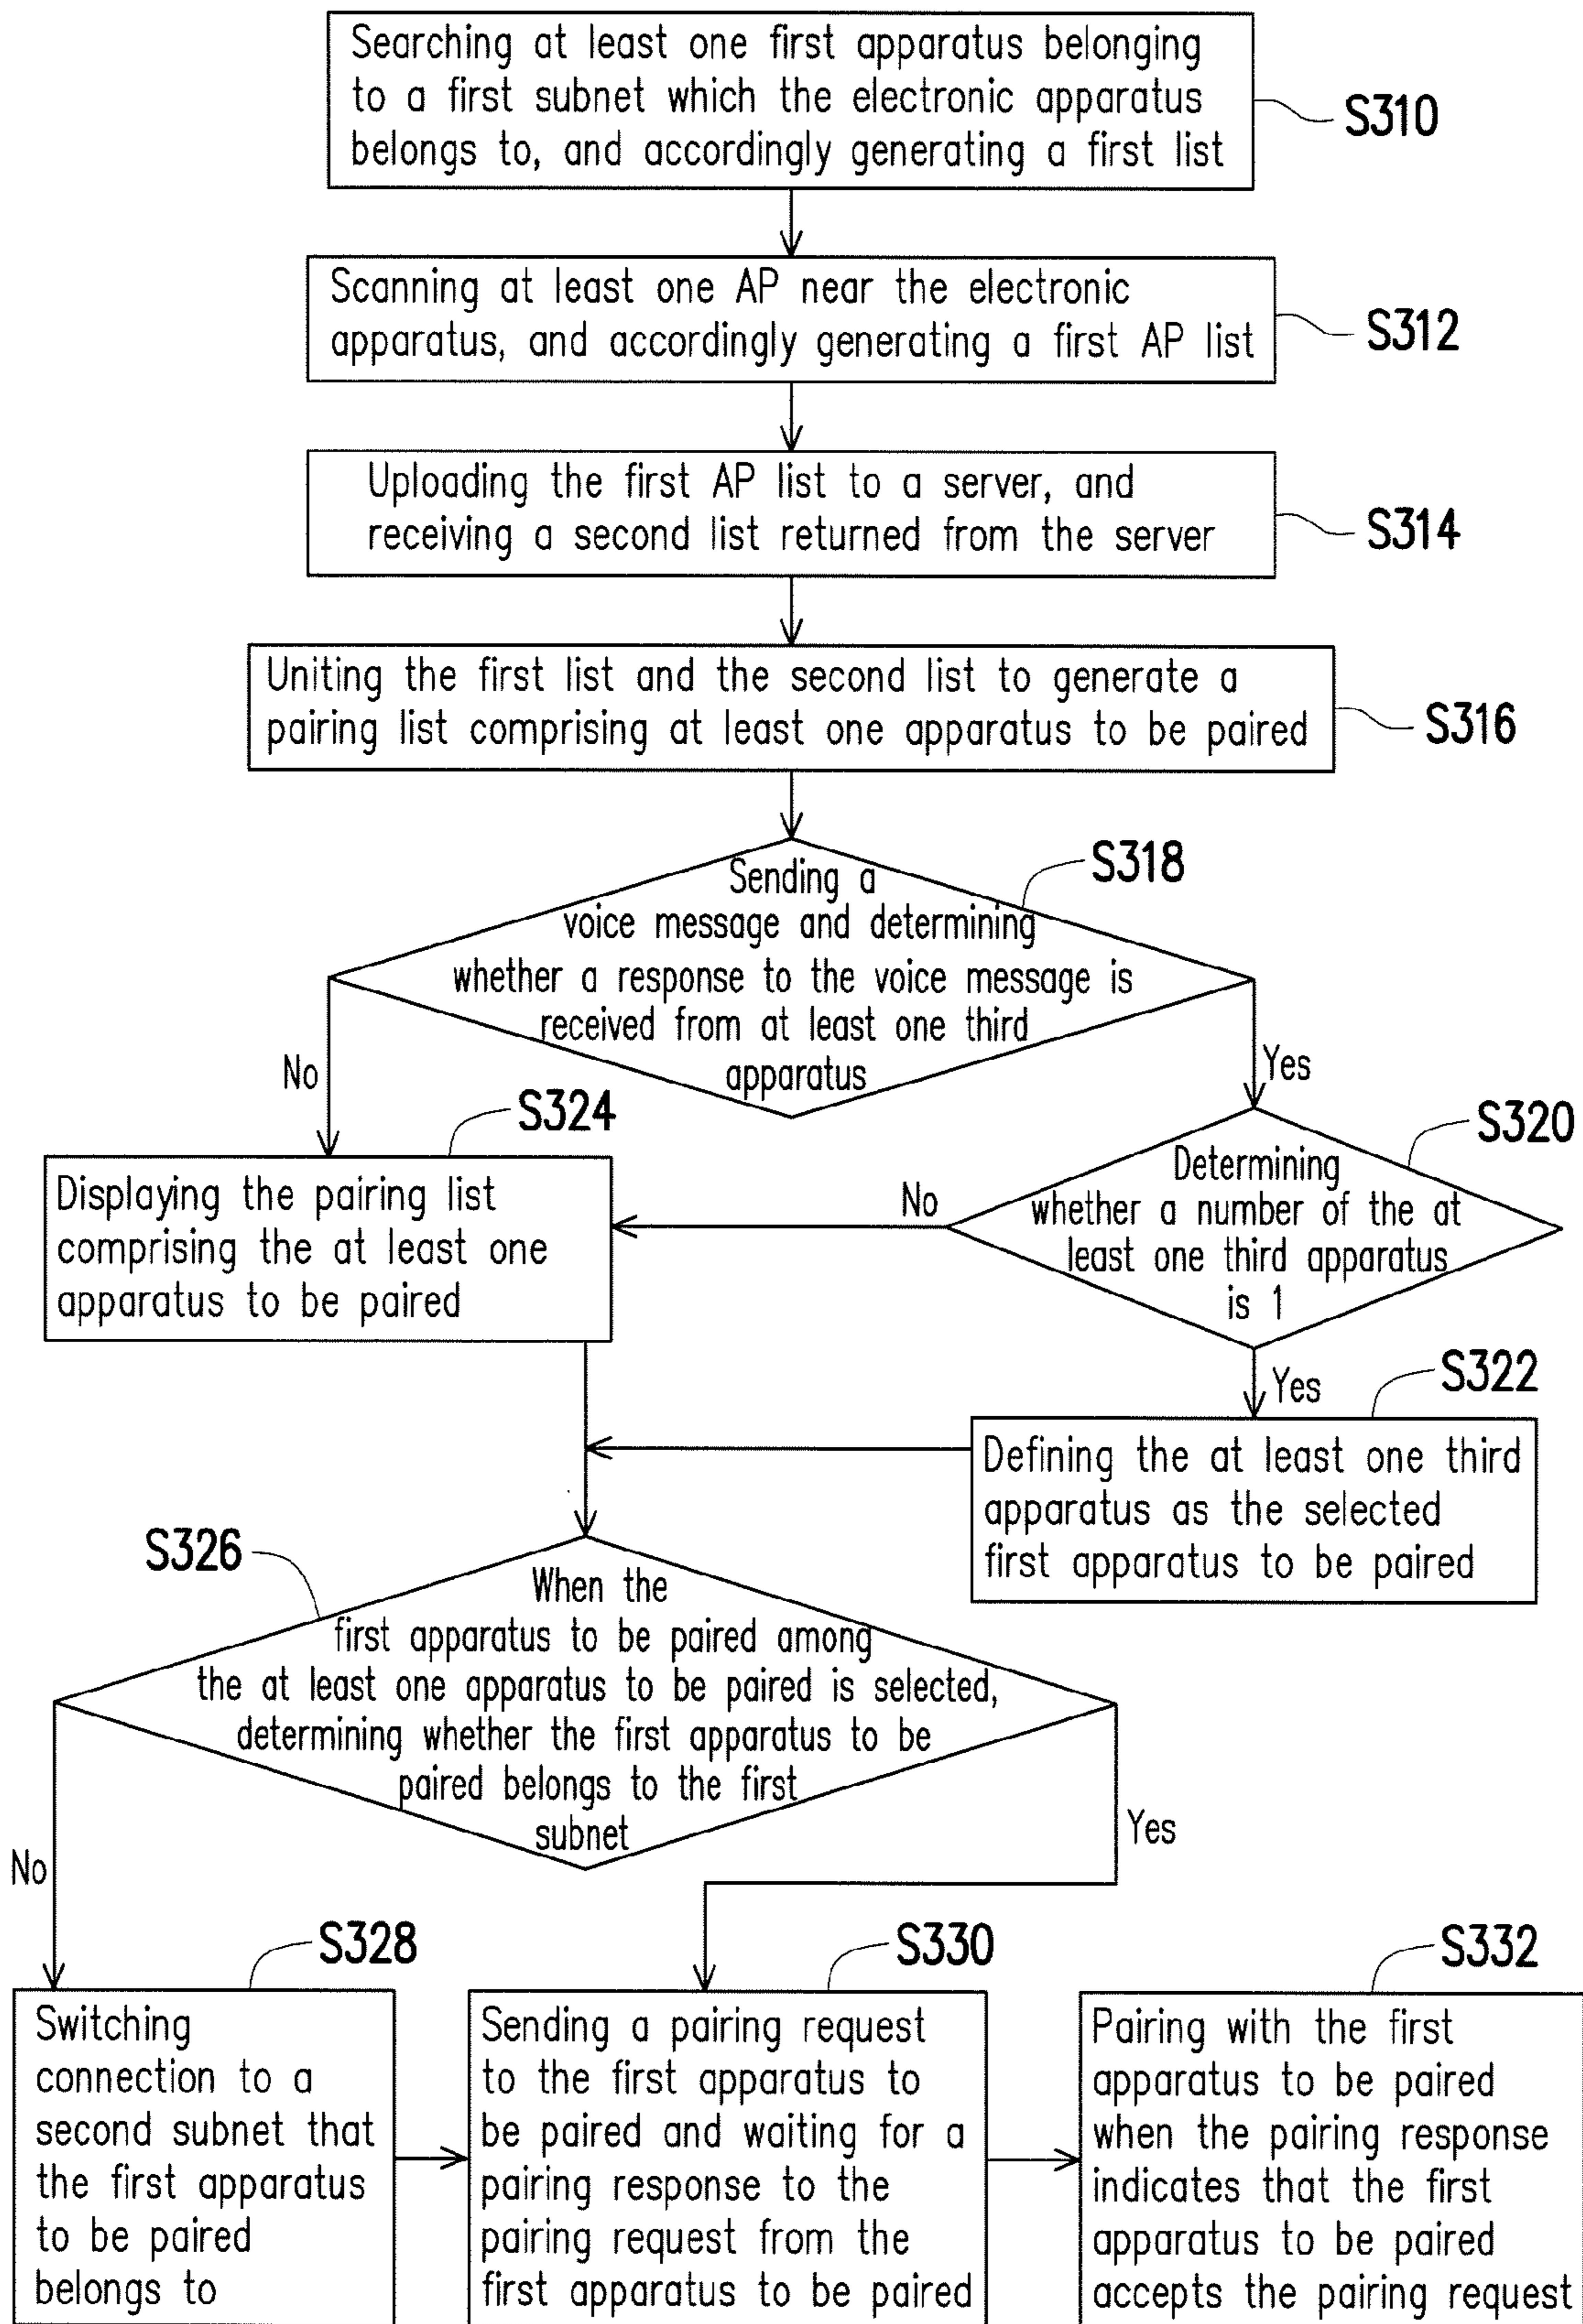 Searching at least one first apparatus belonging
to a first subnet which the electronic apparatus
belongs to, and accordingly generating a first list
S310
Scanning at least one AP near the electronic
apparatus, and accordingly generating a first AP list
S312
Uploading the first AP list to a server, and
receiving a second list returned from the server
S314
Uniting the first list and the second list to generate a
pairing list comprising at least one apparatus to be paired
S316
Sending a
voice message and determining
whether a response to the voice message is
received from at least one third
apparatus
S318
No
Yes
S324
Displaying the pairing list
comprising the at least one
apparatus to be paired
S320
Determining
whether a number of the at
least one third apparatus
is 1
No
Yes
S322
Defining the at least one third
apparatus as the selected
first apparatus to be paired
S326
When the
first apparatus to be paired among
the at least one apparatus to be paired is selected,
determining whether the first apparatus to be
paired belongs to the first
subnet
No
Yes
S328
Switching
connection to a
second subnet that
the first apparatus
to be paired
belongs to
S330
Sending a pairing request
to the first apparatus to
be paired and waiting for a
pairing response to the
pairing request from the
first apparatus to be paired
S332
Pairing with the first
apparatus to be paired
when the pairing response
indicates that the first
apparatus to be paired
accepts the pairing request